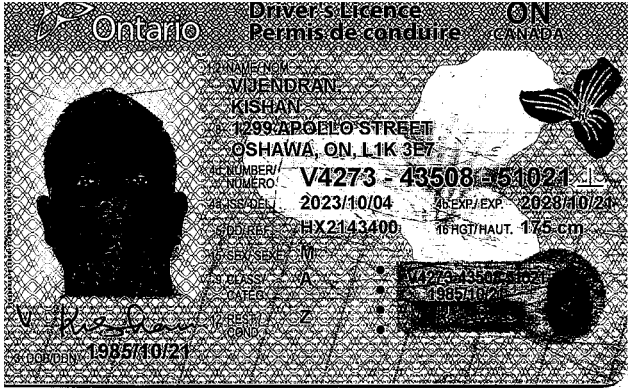 Ontario
Driver's Licence
Permis de conduire
ON
CANADA
1,2 NAME/NOM
VIJENDRAN,
KISHAN
8 1299 APOLLO STREET
OSHAWA, ON, L1K 3E7
4d NUMBER/
NUMÉRO V4273 - 43508 - 51021
4a ISS/DÉL 2023/10/04 4b EXP./EXP. 2028/10/21
5 DD/REF HX2143400 16 HGT/HAUT. 175 cm
15 SEX/SEXE M
9 CLASS/
CATÉG. A
12 REST./
COND. Z
V4273-43508-51021
1985/10/21
V Kishan
3 DOB/DDN 1985/10/21